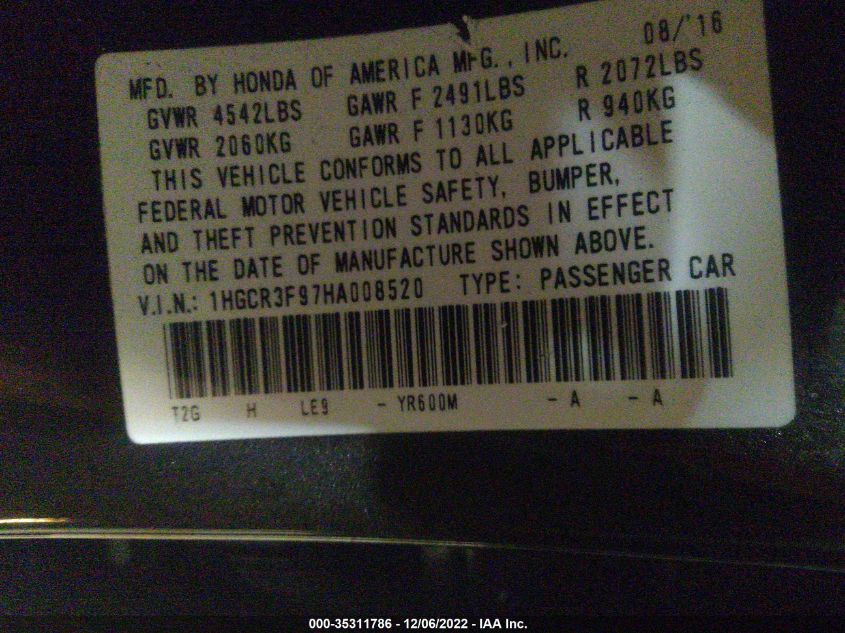 08/'16
MFD. BY HONDA OF AMERICA MFG., INC.
GVWR 4542LBS GAWR F 2491LBS R 2072LBS
GVWR 2060KG GAWR F 1130KG R 940KG
THIS VEHICLE CONFORMS TO ALL APPLICABLE
FEDERAL MOTOR VEHICLE SAFETY, BUMPER,
AND THEFT PREVENTION STANDARDS IN EFFECT
ON THE DATE OF MANUFACTURE SHOWN ABOVE.
V.I.N.: 1HGCR3F97HA008520 TYPE: PASSENGER CAR
T2G H LE9 - YR600M - A - A
000-35311786 - 12/06/2022 - IAA Inc.